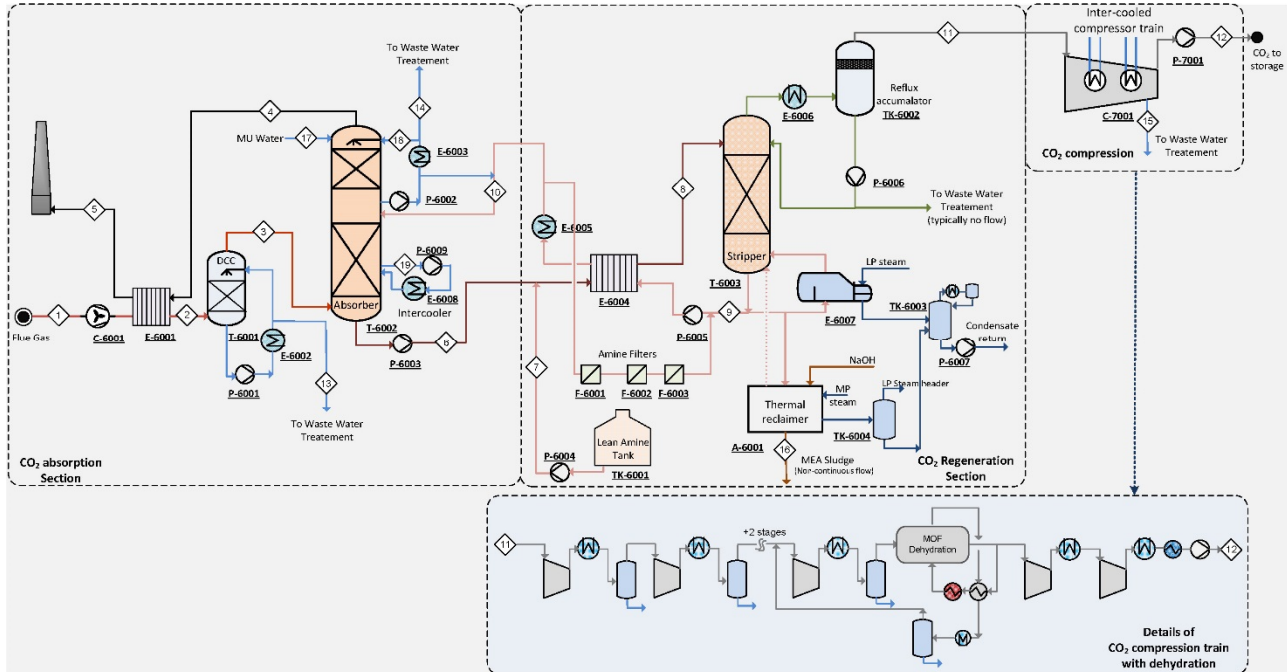 To Waste Water
Treatement
4
14
MU Water
17
18
E-6003
10
P-6002
5
3
DCC
P-6009
19
E-6008
Intercooler
Absorber
T-6002
1
2
Flue Gas
C-6001
E-6001
T-6001
E-6002
P-6003
6
P-6001
13
To Waste Water
Treatement
CO₂ absorption
Section
11
Reflux
accumalator
TK-6002
E-6006
8
P-6006
To Waste Water
Treatement
(typically no flow)
E-6005
Stripper
T-6003
LP steam
E-6004
E-6007
TK-6003
P-6005
9
Condensate
return
P-6007
7
Amine Filters
F-6001
F-6002
F-6003
NaOH
MP
steam
LP Steam header
Thermal
reclaimer
TK-6004
A-6001
16
MEA Sludge
(Non-continuous flow)
Lean Amine
Tank
P-6004
TK-6001
CO₂ Regeneration
Section
Inter-cooled
compressor train
12
P-7001
CO₂ to
storage
C-7001
15
To Waste Water
Treatement
CO₂ compression
11
+2 stages
MOF
Dehydration
12
Details of
CO₂ compression train
with dehydration